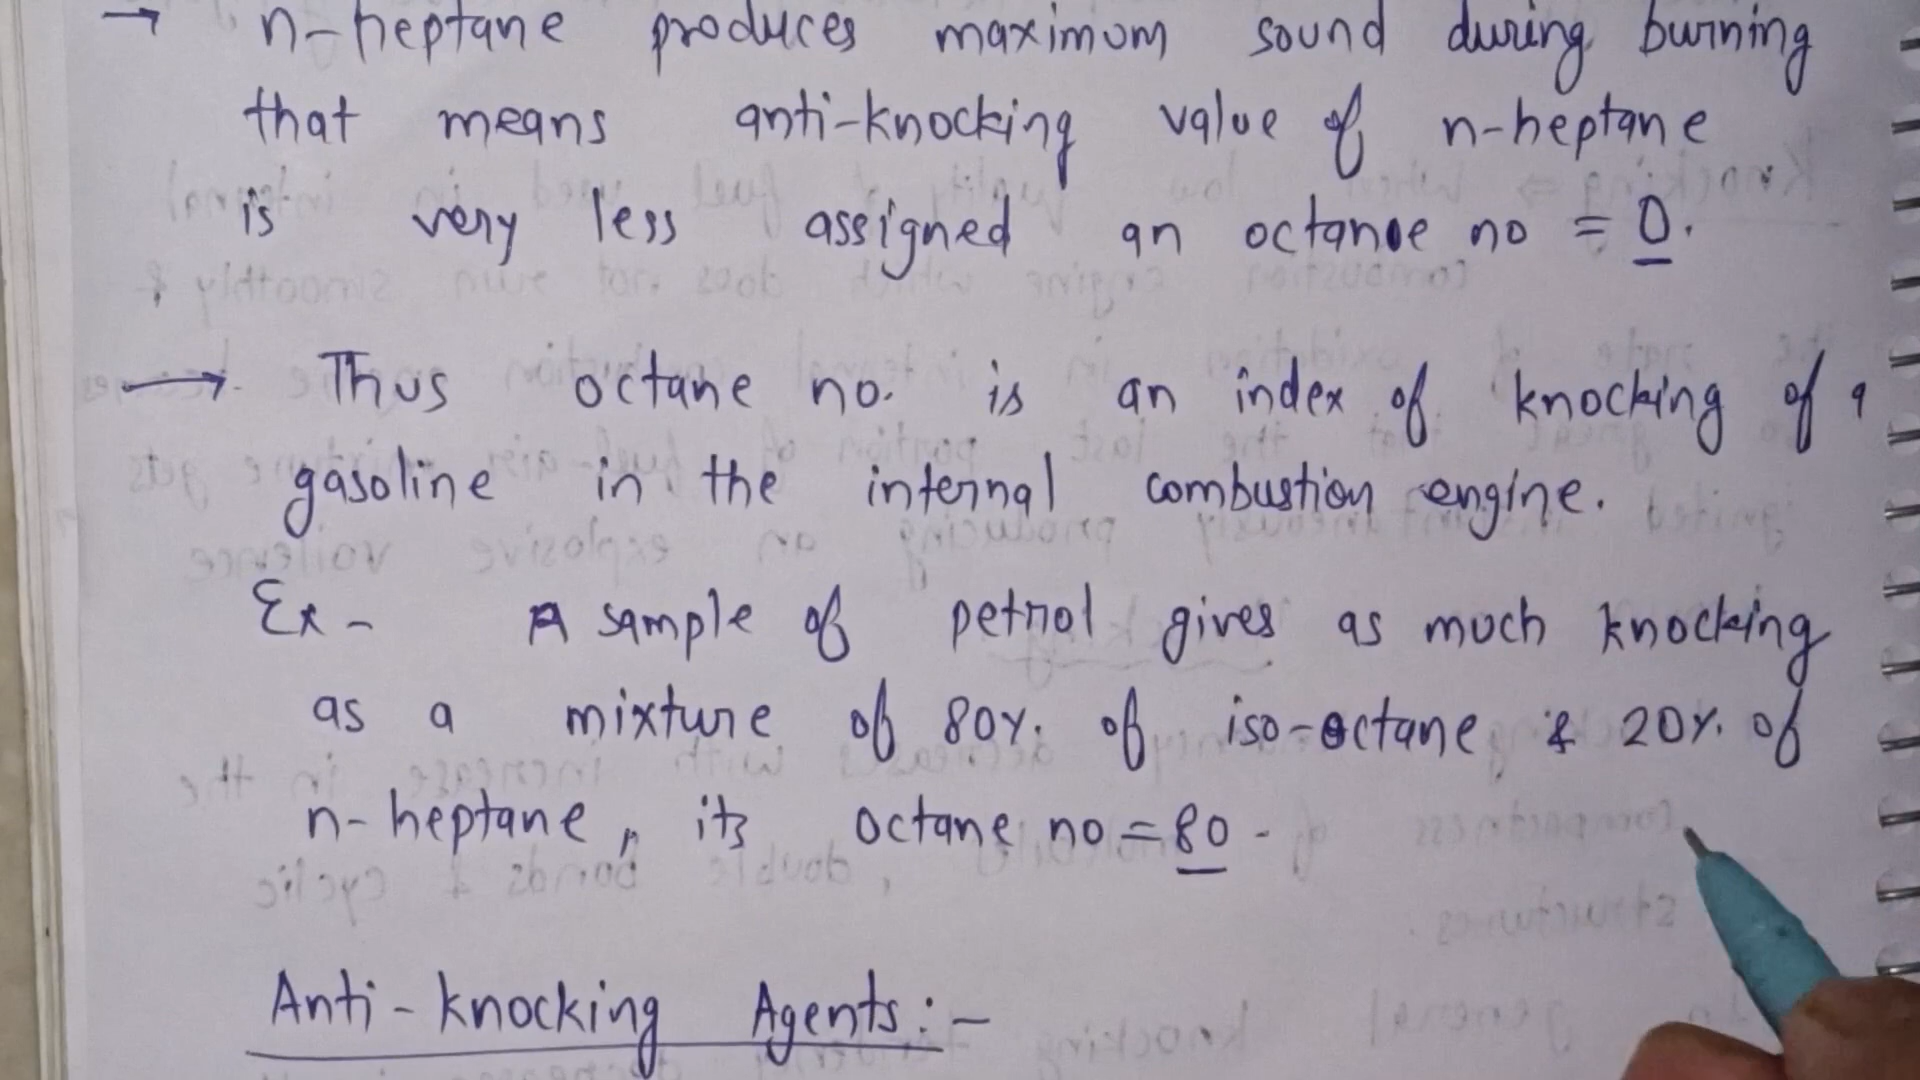 → n-heptane produces maximum sound during burning
that means anti-knocking value of n-heptane
is very less assigned an octane no = 0.
→ Thus octane no. is an index of knocking of a
gasoline in the internal combustion engine.
Ex- A sample of petrol gives as much knocking
as a mixture of 80% of iso-octane & 20% of
n-heptane, its octane no = 80 -
Anti-knocking Agents:-